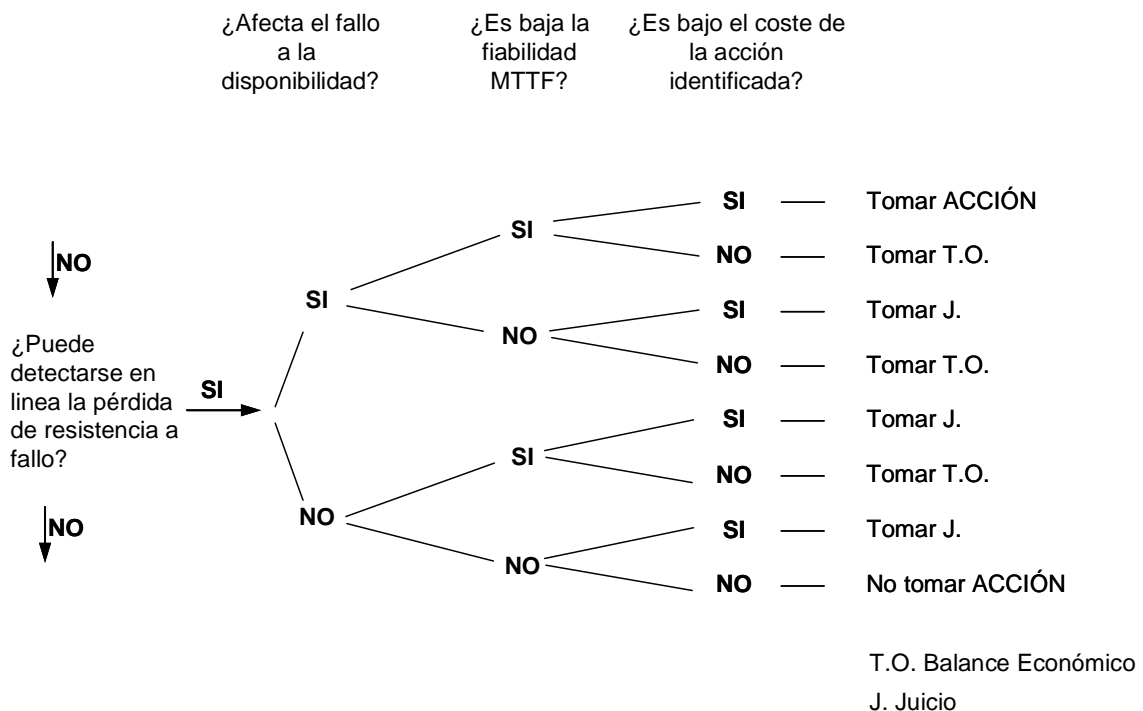 ¿Afecta el fallo
a la
disponibilidad?
¿Es baja la
fiabilidad
MTTF?
¿Es bajo el coste de
la acción
identificada?
SI
Tomar ACCIÓN
SI
NO
NO
Tomar T.O.
SI
SI
Tomar J.
¿Puede
detectarse en
linea la pérdida
de resistencia a
fallo?
SI
NO
NO
Tomar T.O.
SI
Tomar J.
SI
NO
Tomar T.O.
NO
NO
SI
Tomar J.
NO
NO
No tomar ACCIÓN
T.O. Balance Económico
J. Juicio